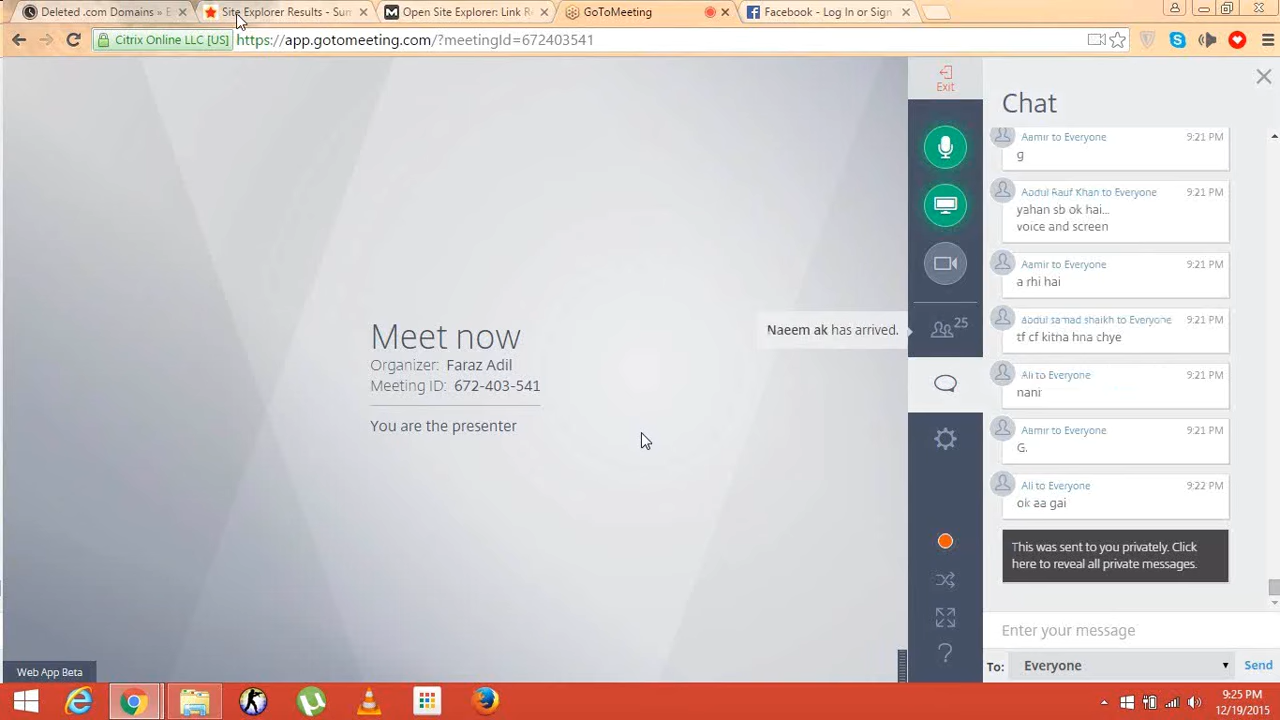 Deleted .com Domains » E
Site Explorer Results - Sum
Open Site Explorer: Link Re
GoToMeeting
Facebook - Log In or Sign
Citrix Online LLC [US]
https://app.gotomeeting.com/?meetingId=672403541
Exit
Chat
Aamir to Everyone
9:21 PM
g
Abdul Rauf Khan to Everyone
9:21 PM
yahan sb ok hai...
voice and screen
Aamir to Everyone
9:21 PM
a rhi hai
Abdul samad shaikh to Everyone
9:21 PM
tf cf kitna hna chye
Ali to Everyone
9:21 PM
nani
Aamir to Everyone
9:21 PM
G.
Ali to Everyone
9:22 PM
ok aa gai
This was sent to you privately. Click
here to reveal all private messages.
Enter your message
To:
Everyone
Send
25
Naeem ak has arrived.
Meet now
Organizer: Faraz Adil
Meeting ID: 672-403-541
You are the presenter
Web App Beta
9:25 PM
12/19/2015